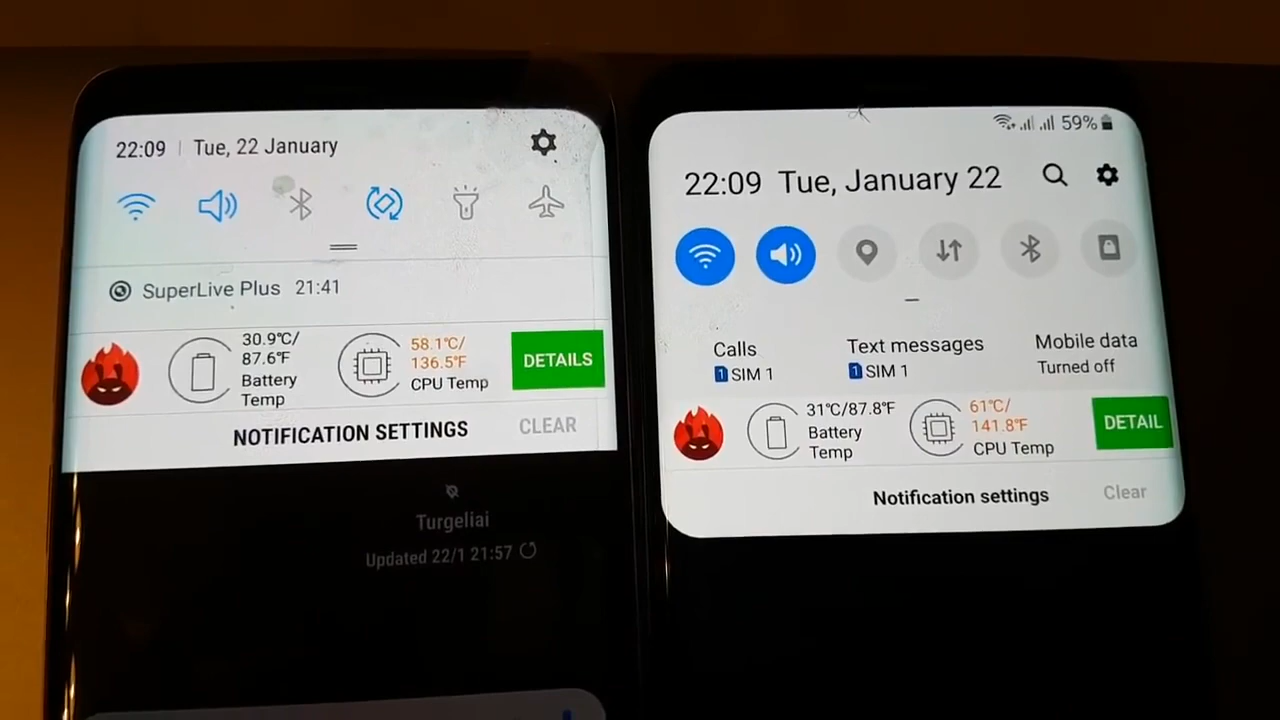 22:09 | Tue, 22 January
SuperLive Plus 21:41
30.9°C/
87.6°F
Battery
Temp
58.1°C/
136.5°F
CPU Temp
DETAILS
NOTIFICATION SETTINGS
CLEAR
Turgeliai
Updated 22/1 21:57
59%
22:09 Tue, January 22
Calls
1 SIM 1
Text messages
1 SIM 1
Mobile data
Turned off
31°C/87.8°F
Battery
Temp
61°C/
141.8°F
CPU Temp
DETAIL
Notification settings
Clear